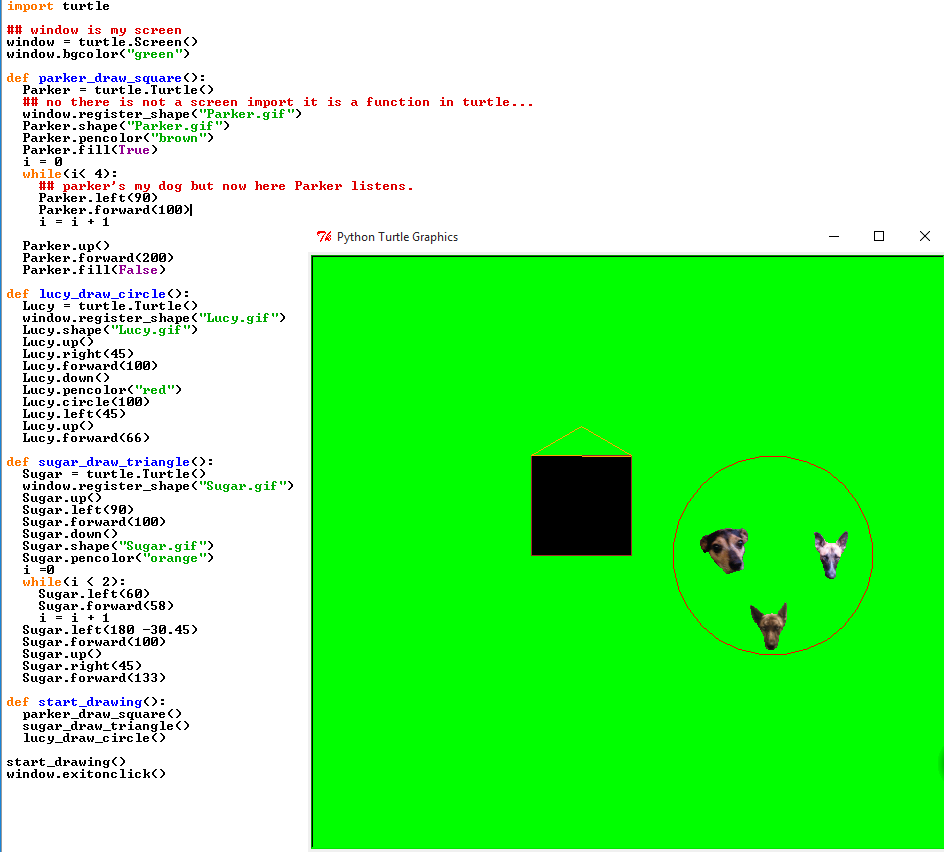 import turtle

## window is my screen
window = turtle.Screen()
window.bgcolor("green")

def parker_draw_square():
  Parker = turtle.Turtle()
  ## no there is not a screen import it is a function in turtle...
  window.register_shape("Parker.gif")
  Parker.shape("Parker.gif")
  Parker.pencolor("brown")
  Parker.fill(True)
  i = 0
  while(i< 4):
    ## parker's my dog but now here Parker listens.
    Parker.left(90)
    Parker.forward(100)
    i = i + 1

  Parker.up()
  Parker.forward(200)
  Parker.fill(False)

def lucy_draw_circle():
  Lucy = turtle.Turtle()
  window.register_shape("Lucy.gif")
  Lucy.shape("Lucy.gif")
  Lucy.up()
  Lucy.right(45)
  Lucy.forward(100)
  Lucy.down()
  Lucy.pencolor("red")
  Lucy.circle(100)
  Lucy.left(45)
  Lucy.up()
  Lucy.forward(66)

def sugar_draw_triangle():
  Sugar = turtle.Turtle()
  window.register_shape("Sugar.gif")
  Sugar.up()
  Sugar.left(90)
  Sugar.forward(100)
  Sugar.down()
  Sugar.shape("Sugar.gif")
  Sugar.pencolor("orange")
  i =0
  while(i < 2):
    Sugar.left(60)
    Sugar.forward(58)
    i = i + 1
  Sugar.left(180 -30.45)
  Sugar.forward(100)
  Sugar.up()
  Sugar.right(45)
  Sugar.forward(133)

def start_drawing():
  parker_draw_square()
  sugar_draw_triangle()
  lucy_draw_circle()

start_drawing()
window.exitonclick()
Python Turtle Graphics